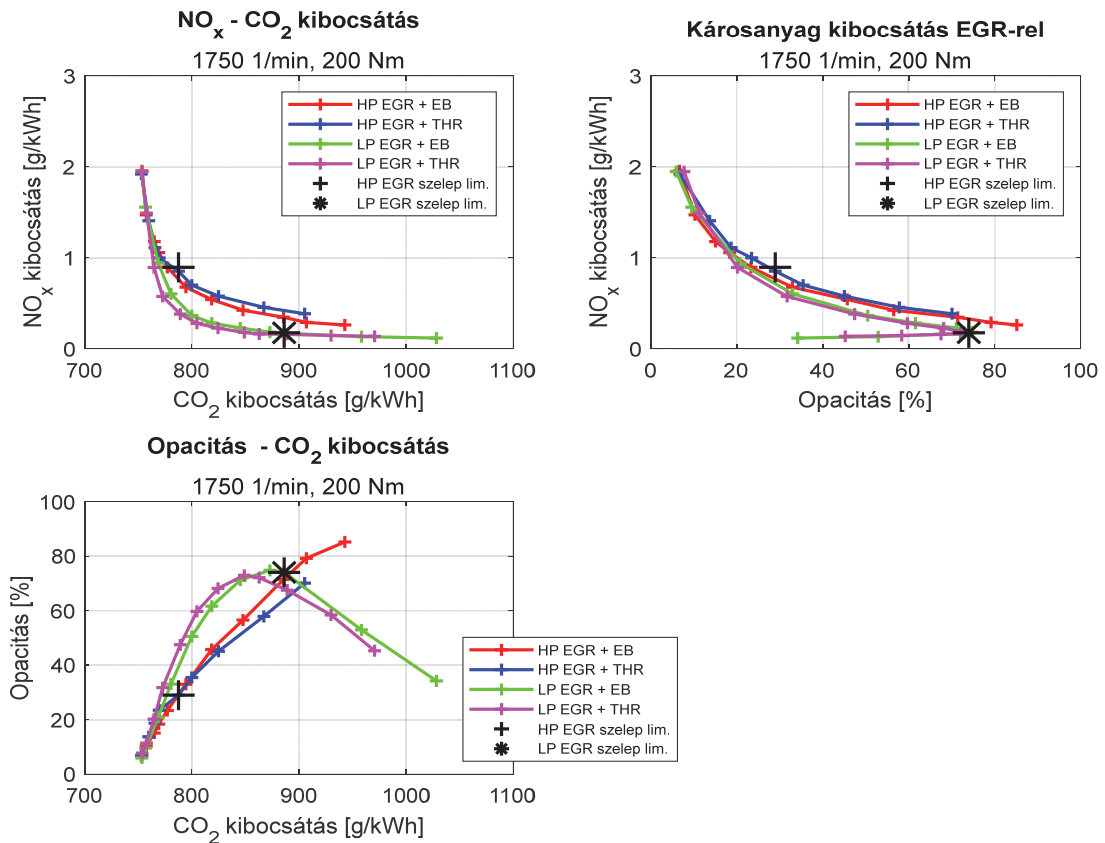 NOx - CO2 kibocsátás
1750 1/min, 200 Nm
3
2
1
0
NOx kibocsátás [g/kWh]
HP EGR + EB
HP EGR + THR
LP EGR + EB
LP EGR + THR
HP EGR szelep lim.
LP EGR szelep lim.
700 800 900 1000 1100
CO2 kibocsátás [g/kWh]
Károsanyag kibocsátás EGR-rel
1750 1/min, 200 Nm
3
2
1
0
NOx kibocsátás [g/kWh]
HP EGR + EB
HP EGR + THR
LP EGR + EB
LP EGR + THR
HP EGR szelep lim.
LP EGR szelep lim.
0 20 40 60 80 100
Opacitás [%]
Opacitás - CO2 kibocsátás
1750 1/min, 200 Nm
100
80
60
40
20
0
Opacitás [%]
HP EGR + EB
HP EGR + THR
LP EGR + EB
LP EGR + THR
HP EGR szelep lim.
LP EGR szelep lim.
700 800 900 1000 1100
CO2 kibocsátás [g/kWh]